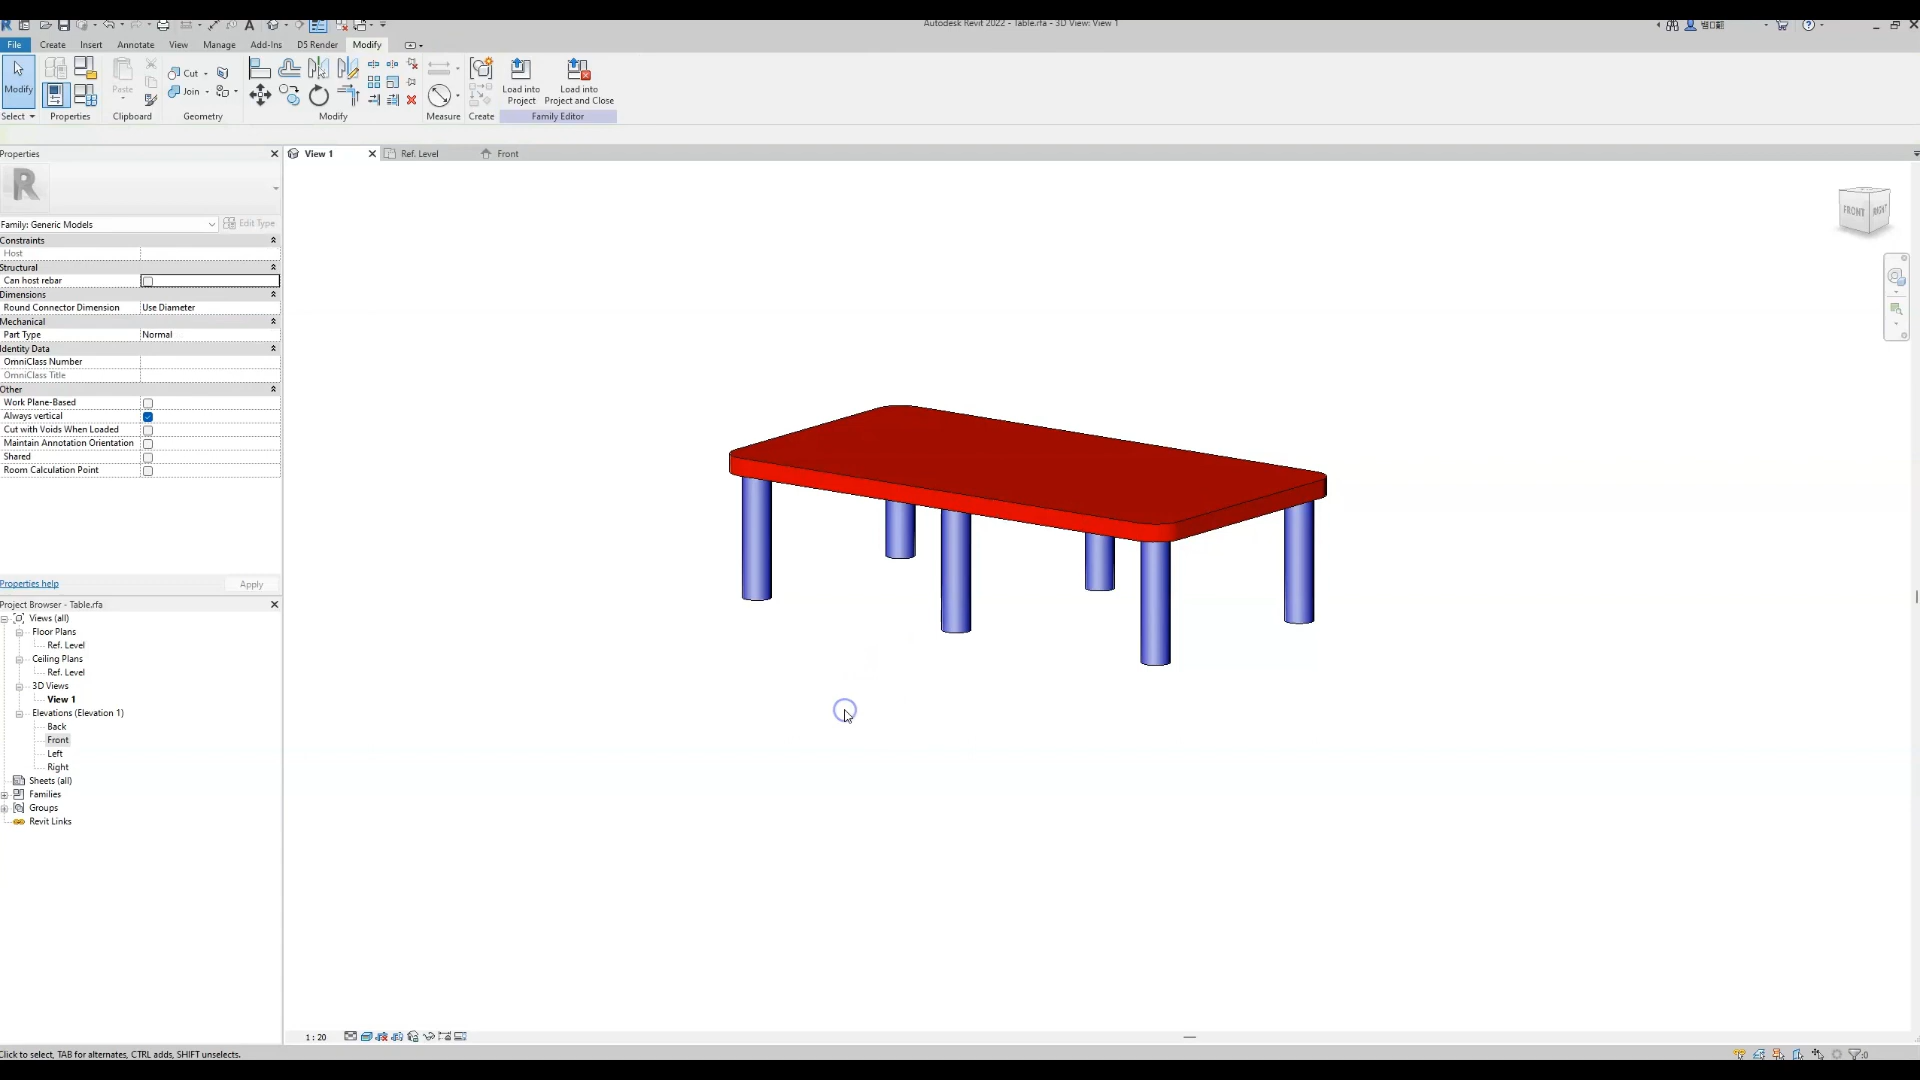 Autodesk Revit 2022 - Table.rfa - 3D View: View 1
File Create Insert Annotate View Manage Add-Ins D5 Render Modify
Modify
Paste
Cut
Join
Load into
Project
Load into
Project and Close
Select Properties Clipboard Geometry Modify Measure Create Family Editor
Properties
View 1
Ref. Level
Front
R
Family: Generic Models
Edit Type
Constraints
Host
Structural
Can host rebar
Dimensions
Round Connector Dimension Use Diameter
Mechanical
Part Type Normal
Identity Data
OmniClass Number
OmniClass Title
Other
Work Plane-Based
Always vertical
Cut with Voids When Loaded
Maintain Annotation Orientation
Shared
Room Calculation Point
Properties help
Apply
FRONT RIGHT
Project Browser - Table.rfa
Views (all)
Floor Plans
Ref. Level
Ceiling Plans
Ref. Level
3D Views
View 1
Elevations (Elevation 1)
Back
Front
Left
Right
Sheets (all)
Families
Groups
Revit Links
1 : 20
Click to select, TAB for alternates, CTRL adds, SHIFT unselects.
:0